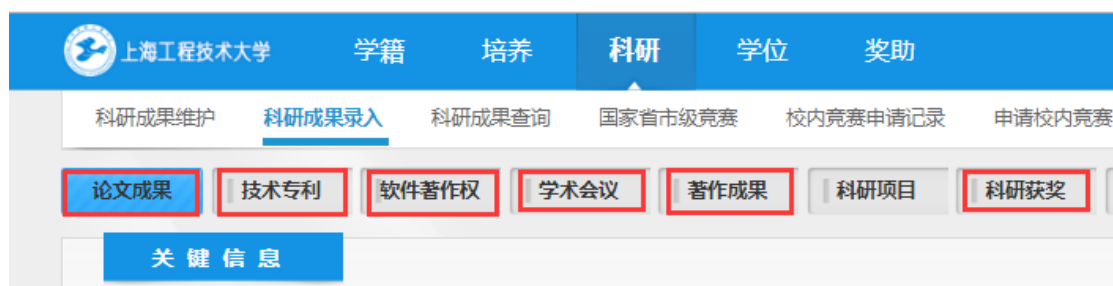 上海工程技术大学 学籍 培养 科研 学位 奖助
科研成果维护 科研成果录入 科研成果查询 国家省市级竞赛 校内竞赛申请记录 申请校内竞赛
论文成果 技术专利 软件著作权 学术会议 著作成果 科研项目 科研获奖
关键信息